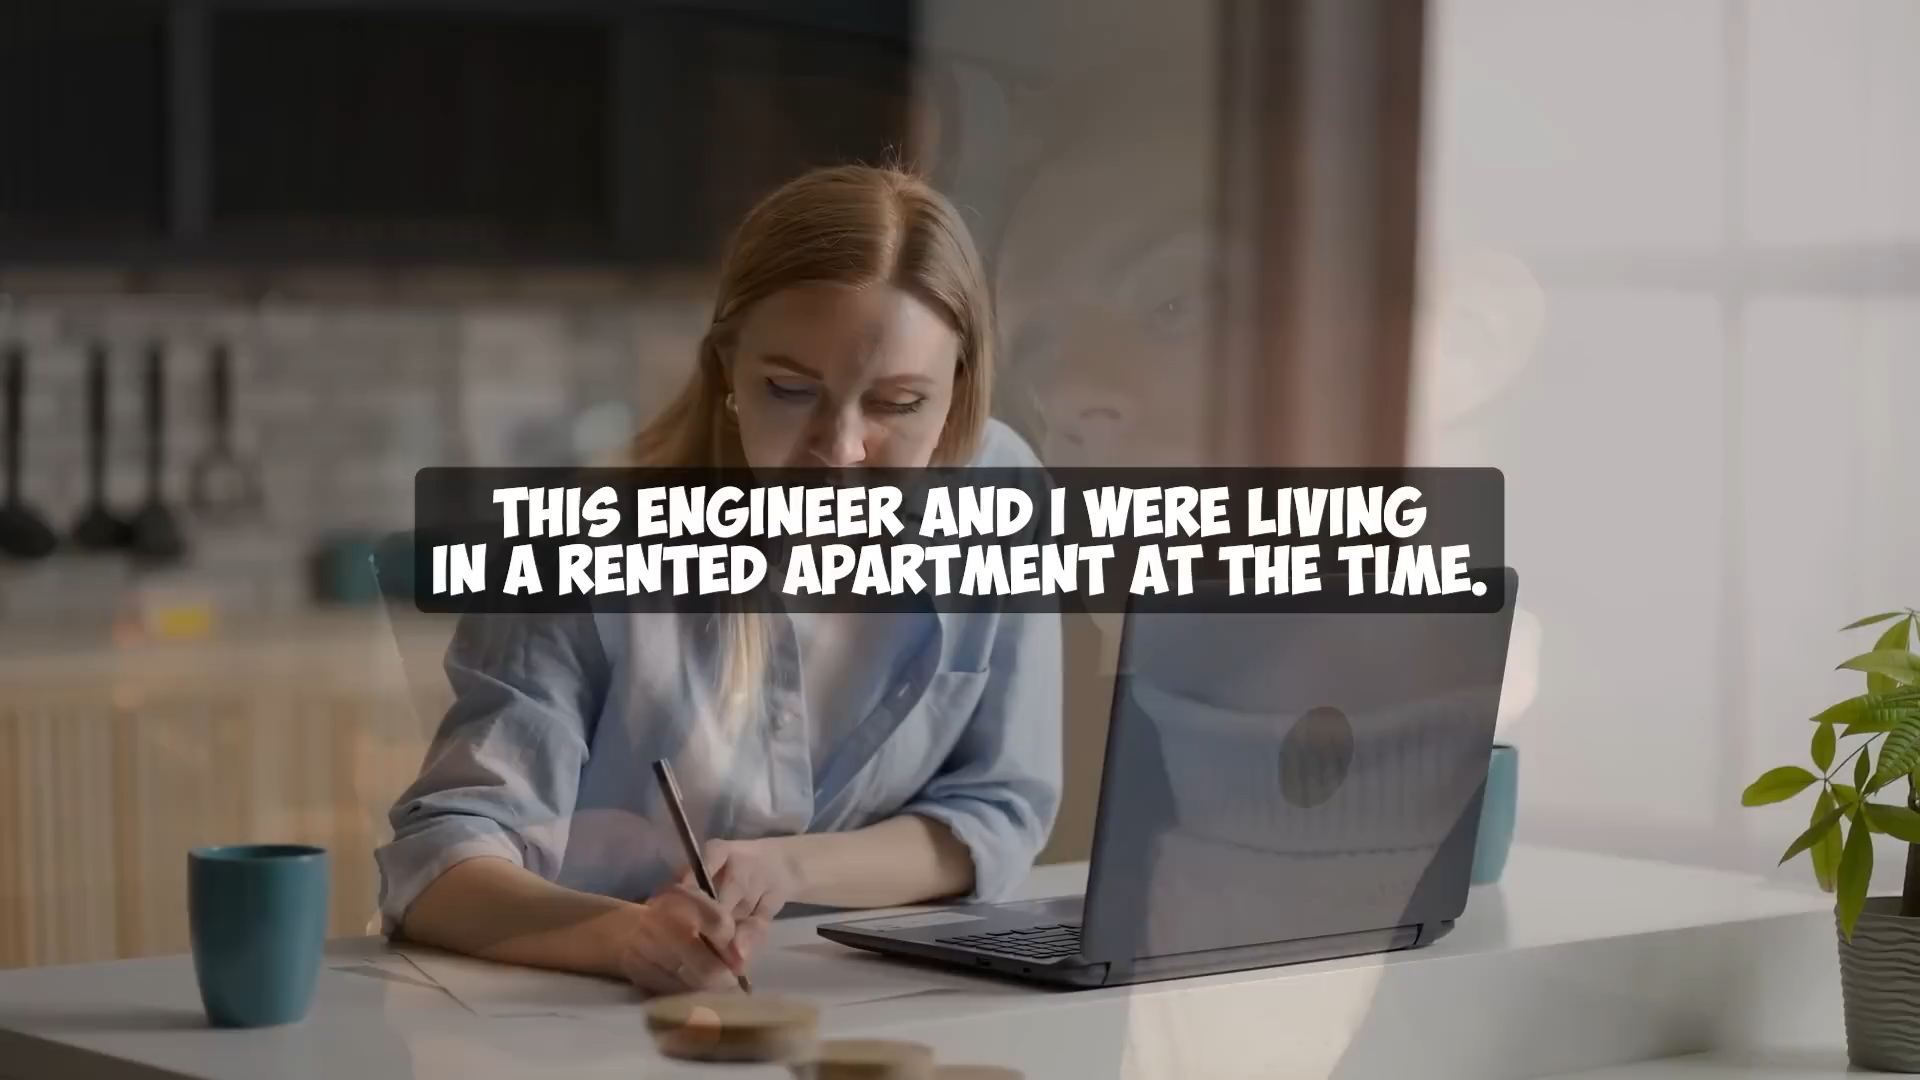 THIS ENGINEER AND I WERE LIVING
IN A RENTED APARTMENT AT THE TIME.